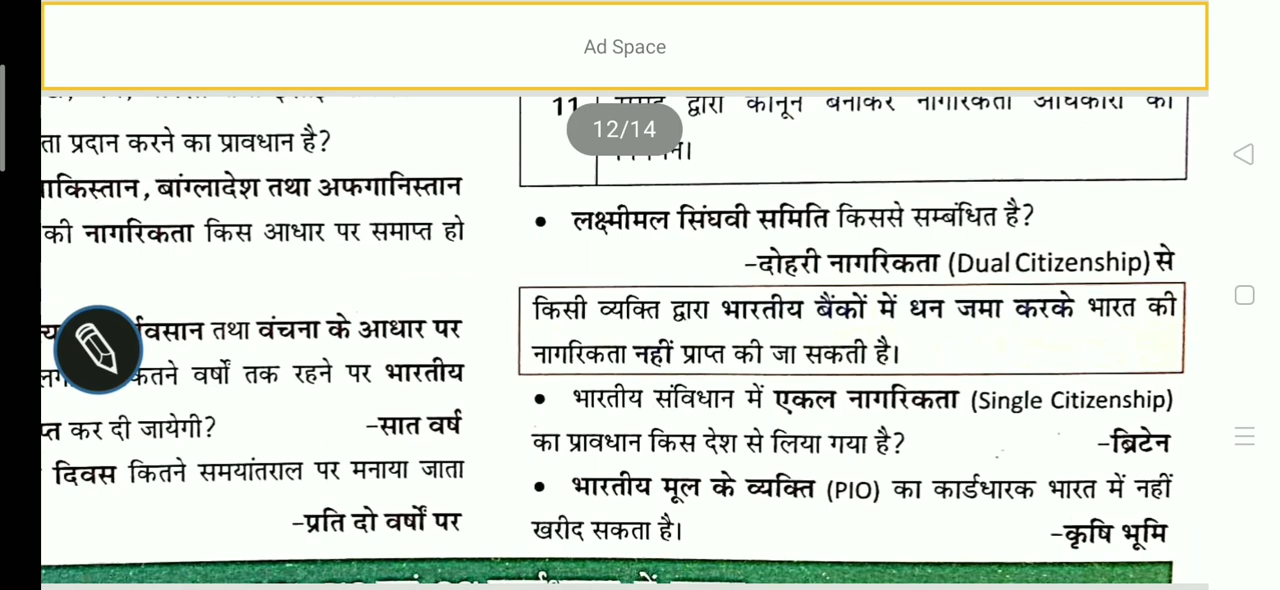 Ad Space
12/14
ता प्रदान करने का प्रावधान है?
ाकिस्तान, बांग्लादेश तथा अफगानिस्तान
की नागरिकता किस आधार पर समाप्त हो
वसान तथा वंचना के आधार पर
कितने वर्षों तक रहने पर भारतीय
प्त कर दी जायेगी? -सात वर्ष
दिवस कितने समयांतराल पर मनाया जाता
-प्रति दो वर्षों पर
11 संसद द्वारा कानून बनाकर नागरिकता अधिकारों का
• लक्ष्मीमल सिंघवी समिति किससे सम्बंधित है?
-दोहरी नागरिकता (Dual Citizenship) से
किसी व्यक्ति द्वारा भारतीय बैंकों में धन जमा करके भारत की
नागरिकता नहीं प्राप्त की जा सकती है।
• भारतीय संविधान में एकल नागरिकता (Single Citizenship)
का प्रावधान किस देश से लिया गया है? -ब्रिटेन
• भारतीय मूल के व्यक्ति (PIO) का कार्डधारक भारत में नहीं
खरीद सकता है। -कृषि भूमि